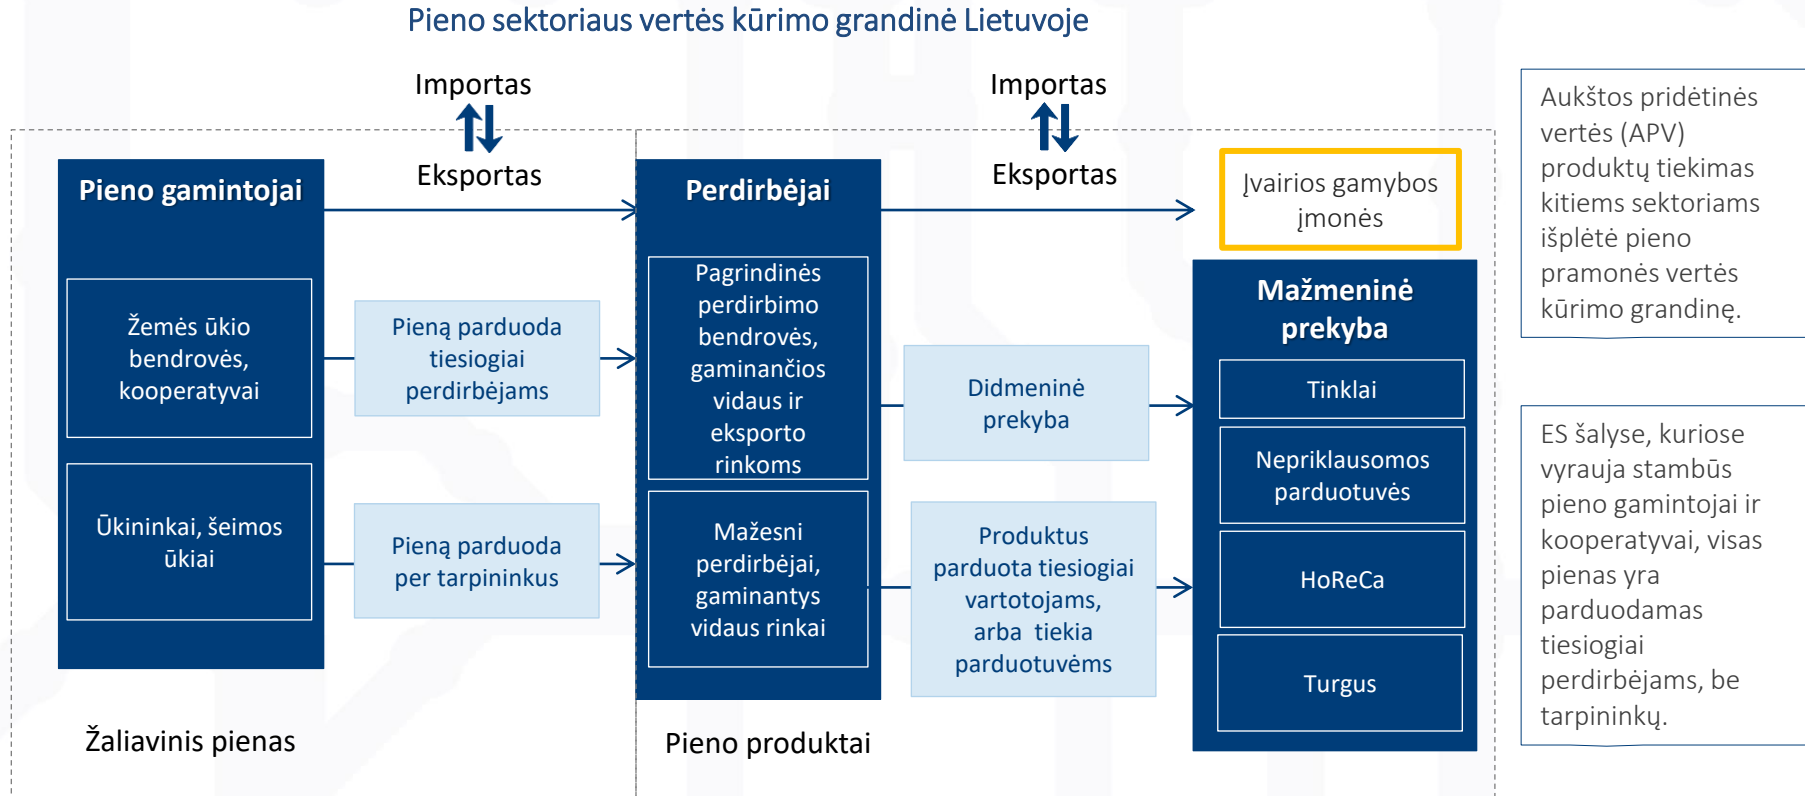 Pieno sektoriaus vertės kūrimo grandinė Lietuvoje
Importas
Eksportas
Importas
Eksportas
Pieno gamintojai
Žemės ūkio
bendrovės,
kooperatyvai
Ūkininkai, šeimos
ūkiai
Pieną parduoda
tiesiogiai
perdirbėjams
Pieną parduoda
per tarpininkus
Žaliavinis pienas
Perdirbėjai
Pagrindinės
perdirbimo
bendrovės,
gaminančios
vidaus ir
eksporto
rinkoms
Mažesni
perdirbėjai,
gaminantys
vidaus rinkai
Pieno produktai
Didmeninė
prekyba
Produktus
parduota tiesiogiai
vartotojams,
arba tiekia
parduotuvėms
Įvairios gamybos
įmonės
Mažmeninė
prekyba
Tinklai
Nepriklausomos
parduotuvės
HoReCa
Turgus
Aukštos pridėtinės
vertės (APV)
produktų tiekimas
kitiems sektoriams
išplėtė pieno
pramonės vertės
kūrimo grandinę.
ES šalyse, kuriose
vyrauja stambūs
pieno gamintojai ir
kooperatyvai, visas
pienas yra
parduodamas
tiesiogiai
perdirbėjams, be
tarpininkų.